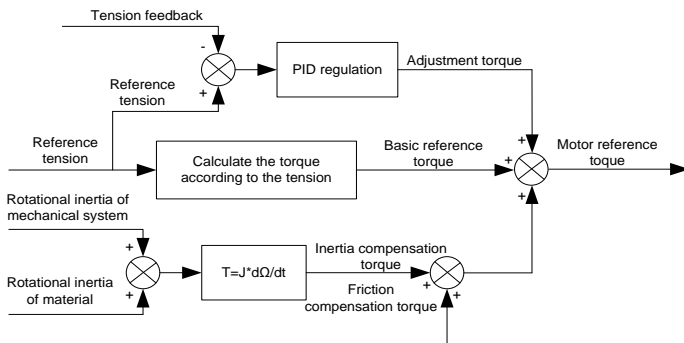 Tension feedback
-
PID regulation
Adjustment torque
+
Reference
tension
+
Reference
tension
Calculate the torque
according to the tension
Basic reference
torque
+
Motor reference
toque
+
Rotational inertia of
mechanical system
+
T=J*dΩ/dt
Inertia compensation
torque
+
Rotational inertia
of material
+
Friction
compensation torque
+